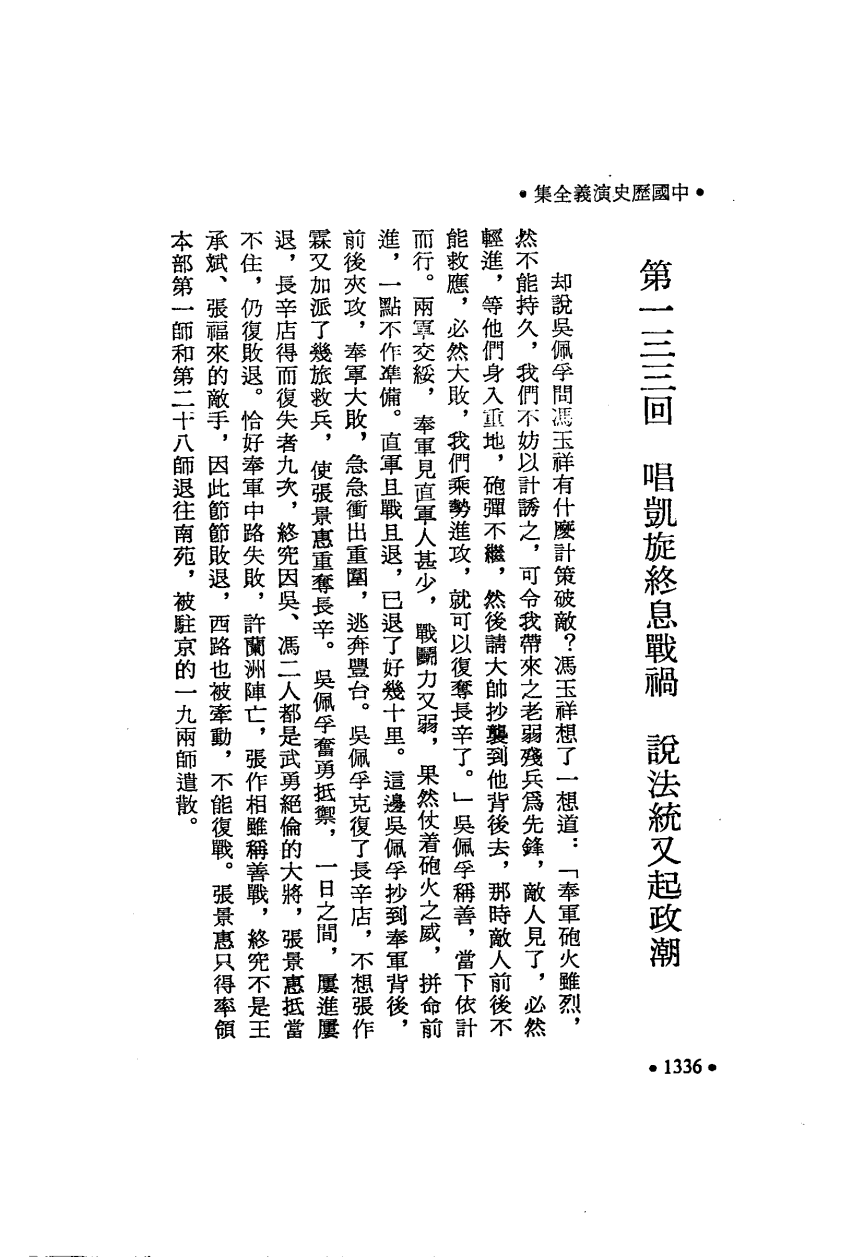 •中國歷史演義全集•
第一三三回　唱凱旋終息戰禍　說法統又起政潮
却說吳佩孚問馮玉祥有什麼計策破敵？馮玉祥想了一想道：「奉軍砲火雖烈，
然不能持久，我們不妨以計誘之，可令我帶來之老弱殘兵爲先鋒，敵人見了，必然
輕進，等他們身入重地，砲彈不繼，然後請大帥抄襲到他背後去，那時敵人前後不
能救應，必然大敗，我們乘勢進攻，就可以復奪長辛了。」吳佩孚稱善，當下依計
而行。兩軍交綏，奉軍見直軍人甚少，戰鬭力又弱，果然仗着砲火之威，拼命前
進，一點不作準備。直軍且戰且退，已退了好幾十里。這邊吳佩孚抄到奉軍背後，
前後夾攻，奉軍大敗，急急衝出重圍，逃奔豐台。吳佩孚克復了長辛店，不想張作
霖又加派了幾旅救兵，使張景惠重奪長辛。吳佩孚奮勇抵禦，一日之間，屢進屢
退，長辛店得而復失者九次，終究因吳、馮二人都是武勇絕倫的大將，張景惠抵當
不住，仍復敗退。恰好奉軍中路失敗，許蘭洲陣亡，張作相雖稱善戰，終究不是王
承斌、張福來的敵手，因此節節敗退，西路也被牽動，不能復戰。張景惠只得率領
本部第一師和第二十八師退往南苑，被駐京的一九兩師遣散。
•1336•